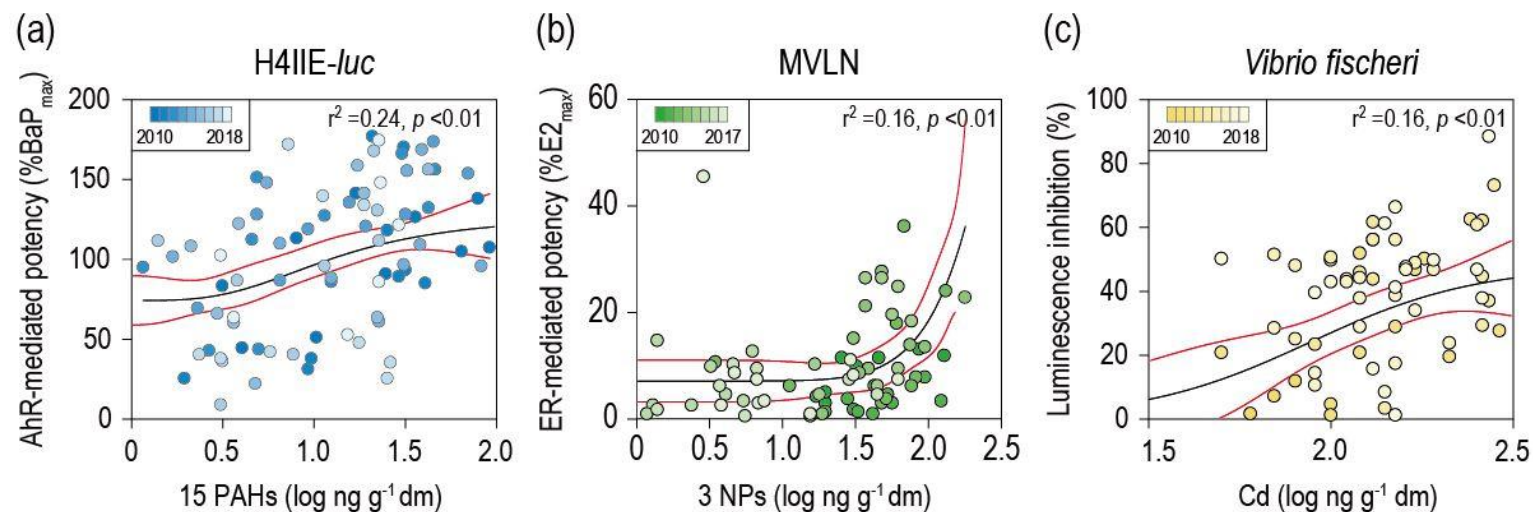 (a)
H4IIE-luc
AhR-mediated potency (%BaPmax)
200
150
100
50
0
2010 2018
r² =0.24, p <0.01
0.0 0.5 1.0 1.5 2.0
15 PAHs (log ng g⁻¹ dm)
(b)
MVLN
ER-mediated potency (%E2max)
60
40
20
0
2010 2017
r² =0.16, p <0.01
0 0.5 1.0 1.5 2.0 2.5
3 NPs (log ng g⁻¹ dm)
(c)
Vibrio fischeri
Luminescence inhibition (%)
100
80
60
40
20
0
2010 2018
r² =0.16, p <0.01
1.5 2.0 2.5
Cd (log ng g⁻¹ dm)